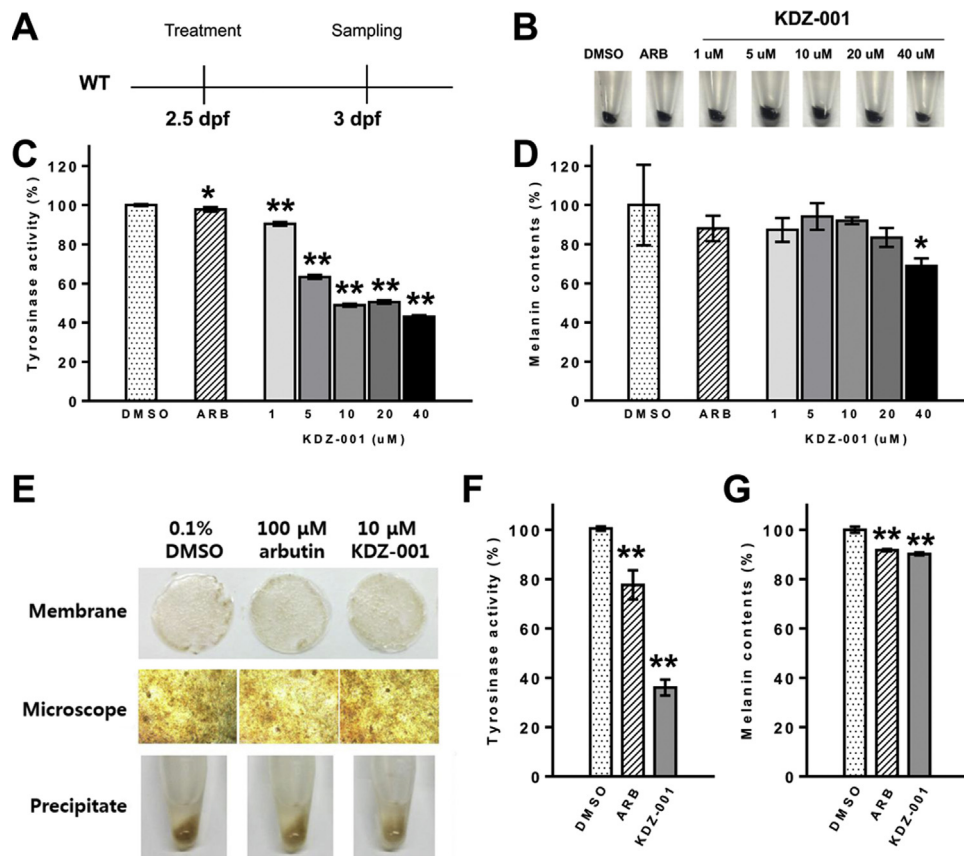 A
Treatment Sampling
WT
2.5 dpf 3 dpf
B
KDZ-001
DMSO ARB 1 uM 5 uM 10 uM 20 uM 40 uM
C
Tyrosinase activity (%)
120
100
80
60
40
20
0
* ** ** ** ** **
DMSO ARB 1 5 10 20 40
KDZ-001 (uM)
D
Melanin contents (%)
120
100
80
60
40
20
0
*
DMSO ARB 1 5 10 20 40
KDZ-001 (uM)
E
0.1% 100 μM 10 μM
DMSO arbutin KDZ-001
Membrane
Microscope
Precipitate
F
Tyrosinase activity (%)
100
80
60
40
20
0
** **
DMSO ARB KDZ-001
G
Melanin contents (%)
100
80
60
40
20
0
** **
DMSO ARB KDZ-001